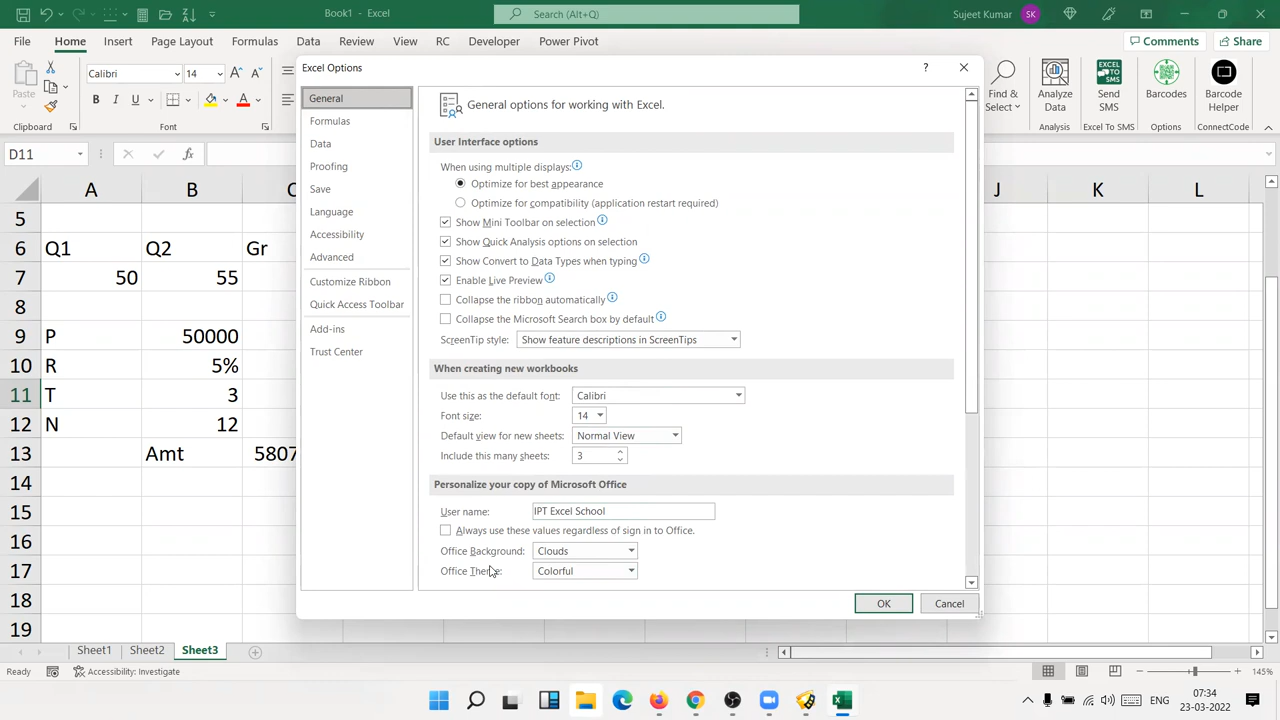 Book1 - Excel
Search (Alt+Q)
Sujeet Kumar SK
File Home Insert Page Layout Formulas Data Review View RC Developer Power Pivot Comments Share
Paste Calibri 14 B I U A A A
Find & Select Analyze Data Send SMS Barcodes Barcode Helper
Clipboard Font Analysis Excel To SMS Options ConnectCode
D11 fx
A B C J K L
5
6 Q1 Q2 Gr
7 50 55
8
9 P 50000
10 R 5%
11 T 3
12 N 12
13 Amt 5807
14
15
16
17
18
19
Excel Options ?
General
Formulas
Data
Proofing
Save
Language
Accessibility
Advanced
Customize Ribbon
Quick Access Toolbar
Add-ins
Trust Center
General options for working with Excel.
User Interface options
When using multiple displays:
Optimize for best appearance
Optimize for compatibility (application restart required)
Show Mini Toolbar on selection
Show Quick Analysis options on selection
Show Convert to Data Types when typing
Enable Live Preview
Collapse the ribbon automatically
Collapse the Microsoft Search box by default
ScreenTip style: Show feature descriptions in ScreenTips
When creating new workbooks
Use this as the default font: Calibri
Font size: 14
Default view for new sheets: Normal View
Include this many sheets: 3
Personalize your copy of Microsoft Office
User name: IPT Excel School
Always use these values regardless of sign in to Office.
Office Background: Clouds
Office Theme: Colorful
OK Cancel
Sheet1 Sheet2 Sheet3
Ready Accessibility: Investigate 145%
ENG 07:34
23-03-2022